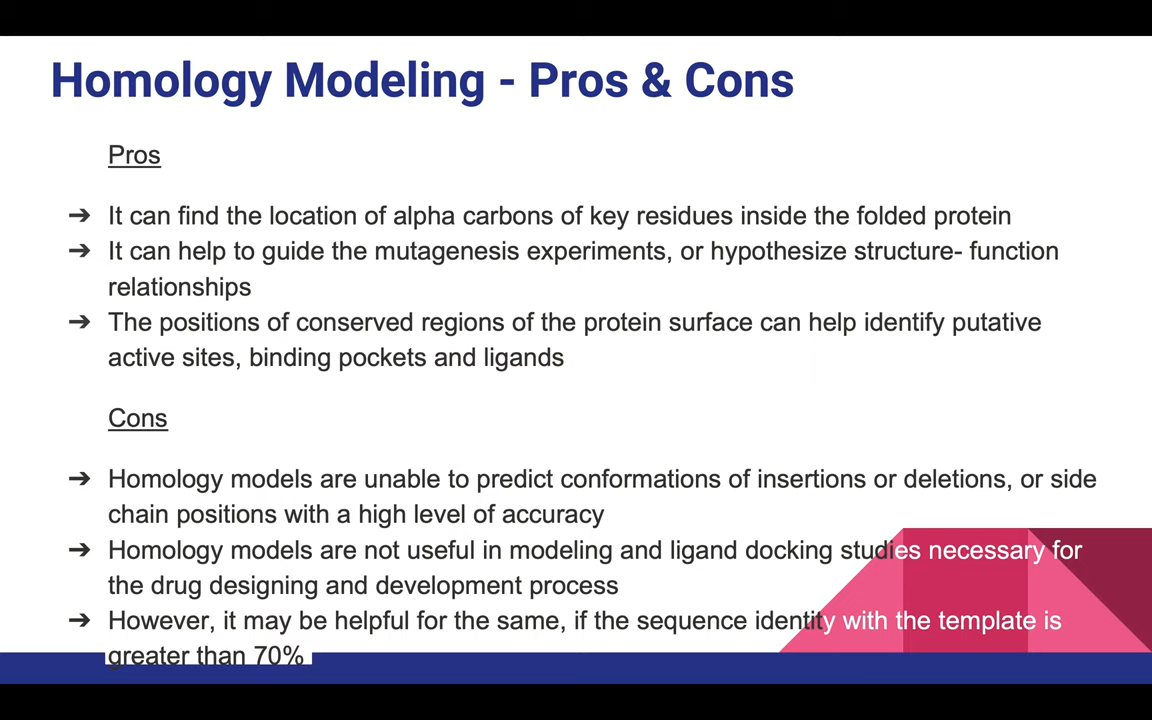 Homology Modeling - Pros & Cons
Pros
➔ It can find the location of alpha carbons of key residues inside the folded protein
➔ It can help to guide the mutagenesis experiments, or hypothesize structure- function
relationships
➔ The positions of conserved regions of the protein surface can help identify putative
active sites, binding pockets and ligands
Cons
➔ Homology models are unable to predict conformations of insertions or deletions, or side
chain positions with a high level of accuracy
➔ Homology models are not useful in modeling and ligand docking studies necessary for
the drug designing and development process
➔ However, it may be helpful for the same, if the sequence identity with the template is
greater than 70%